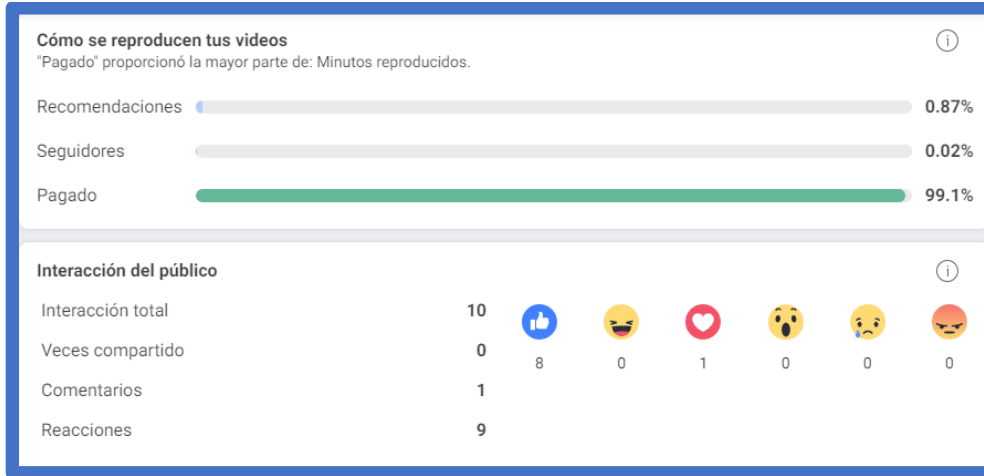 Cómo se reproducen tus videos
"Pagado" proporcionó la mayor parte de: Minutos reproducidos.
Recomendaciones 0.87%
Seguidores 0.02%
Pagado 99.1%
Interacción del público
Interacción total 10
Veces compartido 0
Comentarios 1
Reacciones 9
8 0 1 0 0 0